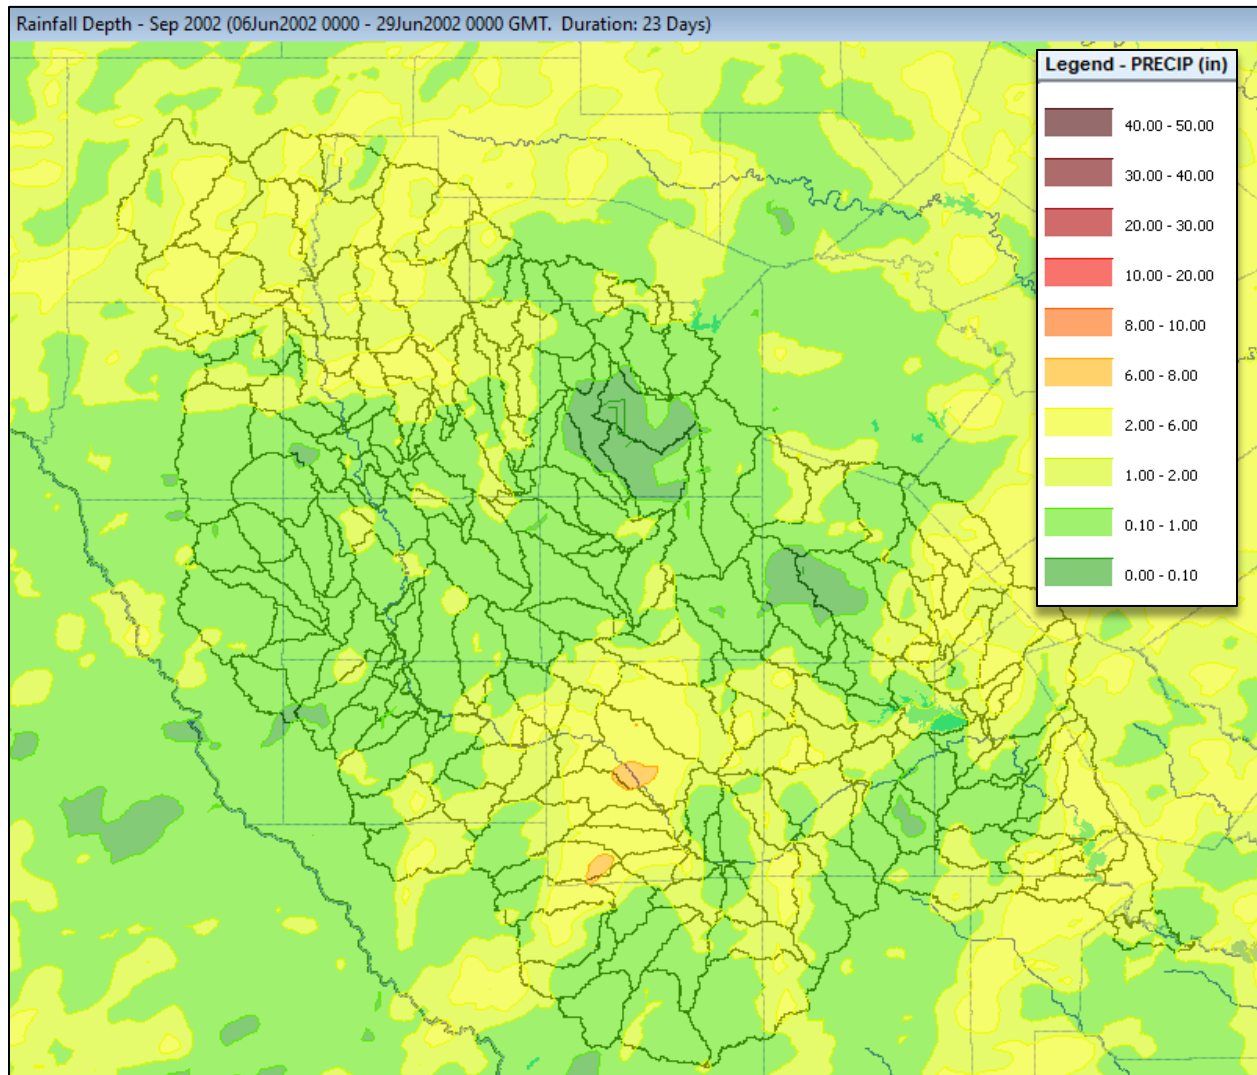 Rainfall Depth - Sep 2002 (06Jun2002 0000 - 29Jun2002 0000 GMT. Duration: 23 Days)
Legend - PRECIP (in)
40.00 - 50.00
30.00 - 40.00
20.00 - 30.00
10.00 - 20.00
8.00 - 10.00
6.00 - 8.00
2.00 - 6.00
1.00 - 2.00
0.10 - 1.00
0.00 - 0.10